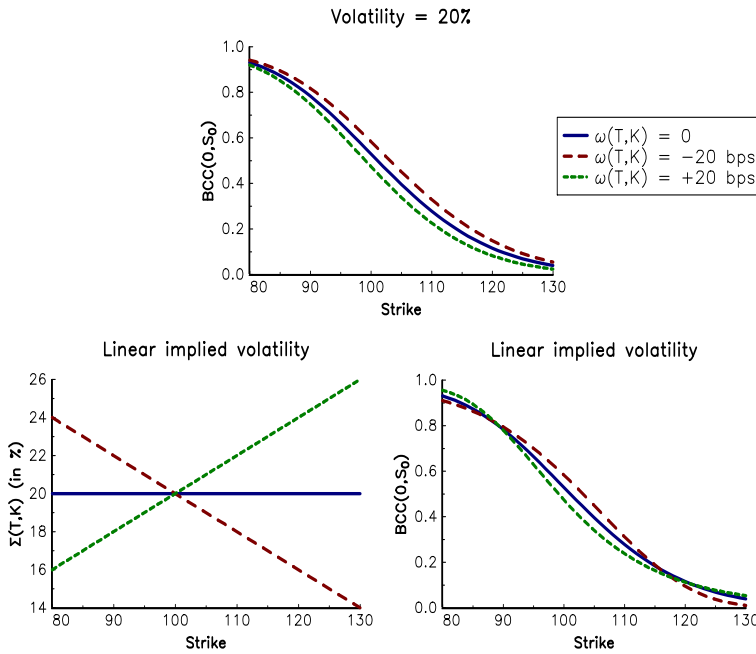 Volatility = 20%
1.0
0.8
0.6
0.4
0.2
0.0
BCC(0,S₀)
80 90 100 110 120 130
Strike
ω(T,K) = 0
ω(T,K) = −20 bps
ω(T,K) = +20 bps
Linear implied volatility
26
24
22
20
18
16
14
Σ(T,K) (in %)
80 90 100 110 120 130
Strike
Linear implied volatility
1.0
0.8
0.6
0.4
0.2
0.0
BCC(0,S₀)
80 90 100 110 120 130
Strike